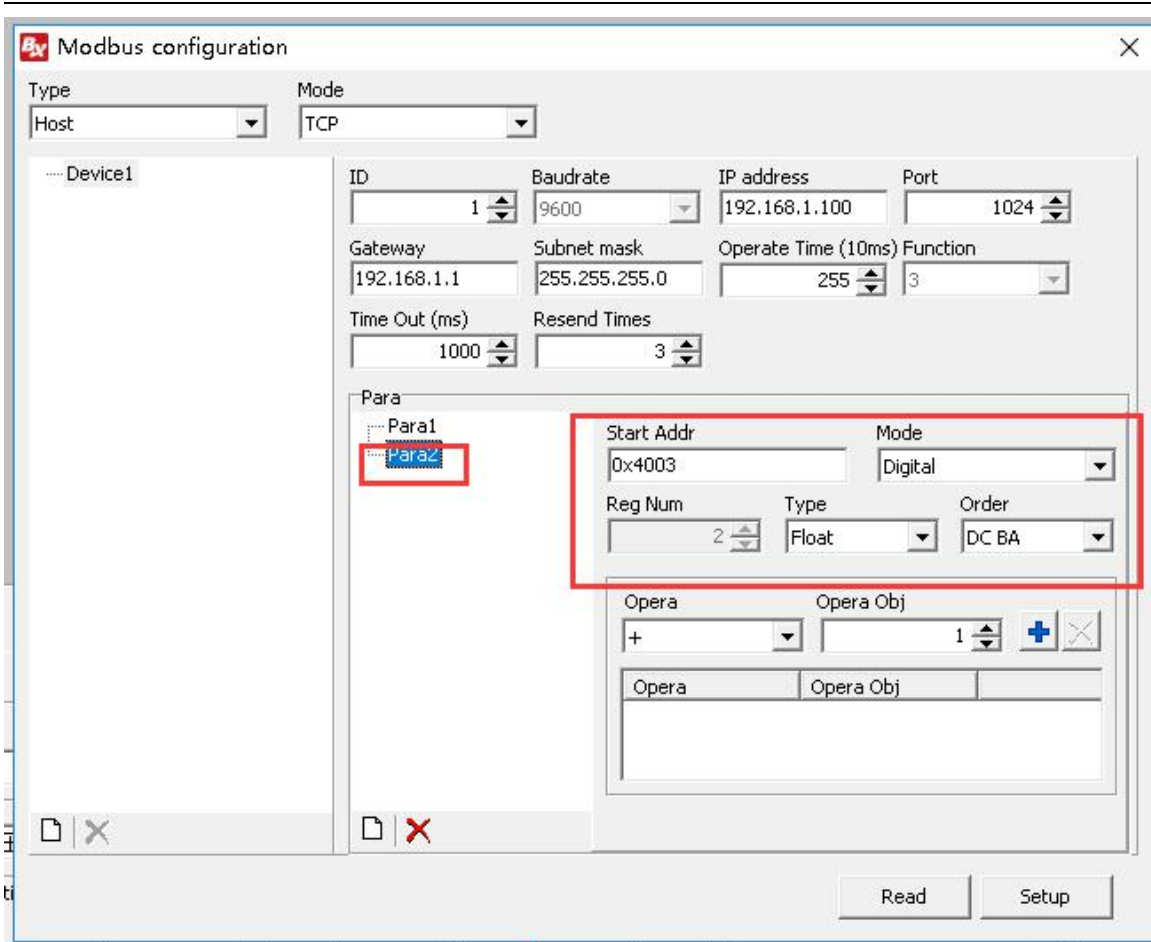 BX Modbus configuration
Type Mode
Host TCP
Device1
ID Baudrate IP address Port
1 9600 192.168.1.100 1024
Gateway Subnet mask Operate Time (10ms) Function
192.168.1.1 255.255.255.0 255 3
Time Out (ms) Resend Times
1000 3
Para
Para1
Para2
Start Addr Mode
0x4003 Digital
Reg Num Type Order
2 Float DC BA
Opera Opera Obj
+ 1
Opera Opera Obj
Read Setup